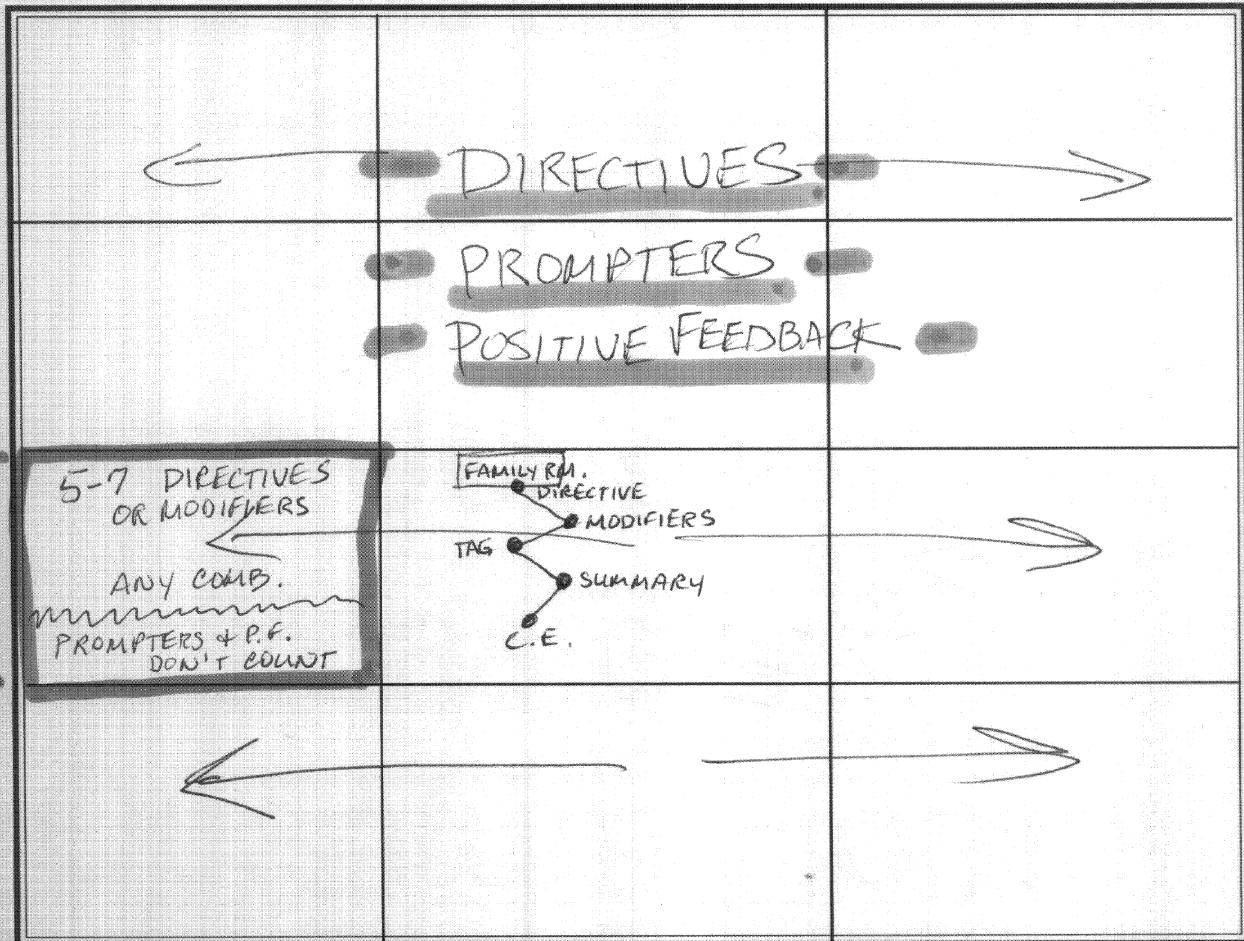 DIRECTIVES
PROMPTERS
POSITIVE FEEDBACK
5-7 DIRECTIVES
OR MODIFIERS
ANY COMB.
PROMPTERS & P.F.
DON'T COUNT
FAMILY RM.
DIRECTIVE
MODIFIERS
TAG
SUMMARY
C.E.